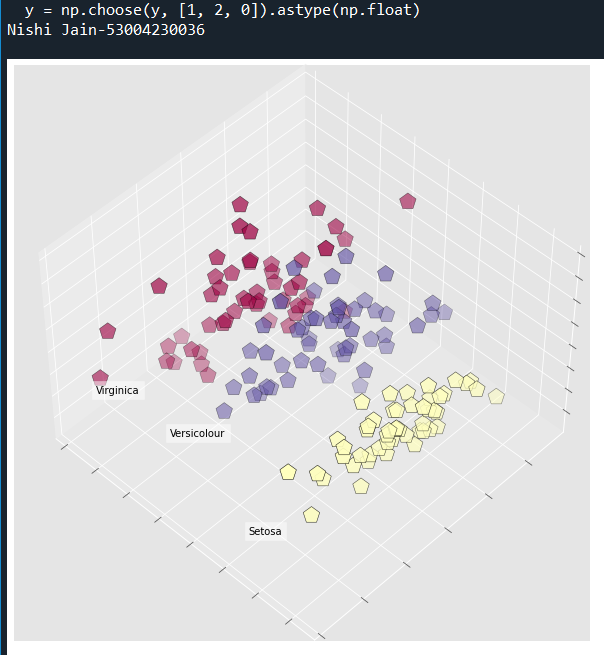 y = np.choose(y, [1, 2, 0]).astype(np.float)
Nishi Jain-53004230036
Virginica
Versicolour
Setosa